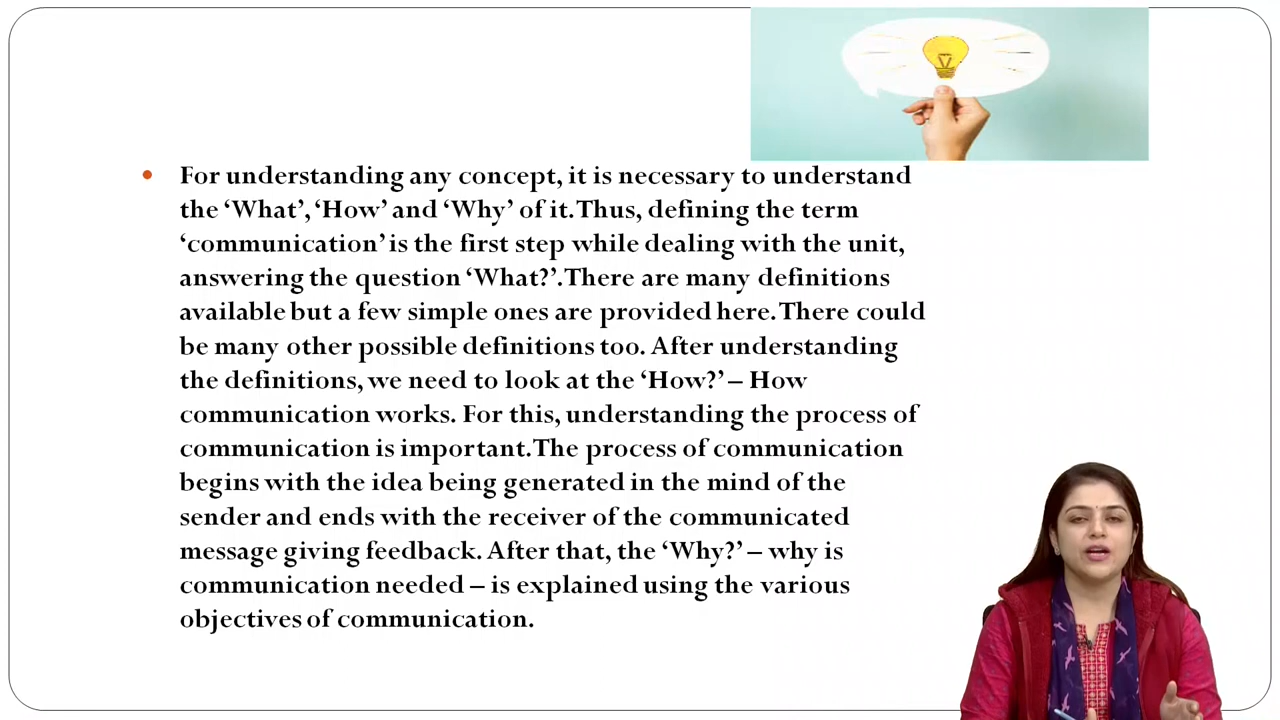 For understanding any concept, it is necessary to understand
the ‘What’, ‘How’ and ‘Why’ of it. Thus, defining the term
‘communication’ is the first step while dealing with the unit,
answering the question ‘What?’. There are many definitions
available but a few simple ones are provided here. There could
be many other possible definitions too. After understanding
the definitions, we need to look at the ‘How?’ – How
communication works. For this, understanding the process of
communication is important. The process of communication
begins with the idea being generated in the mind of the
sender and ends with the receiver of the communicated
message giving feedback. After that, the ‘Why?’ – why is
communication needed – is explained using the various
objectives of communication.